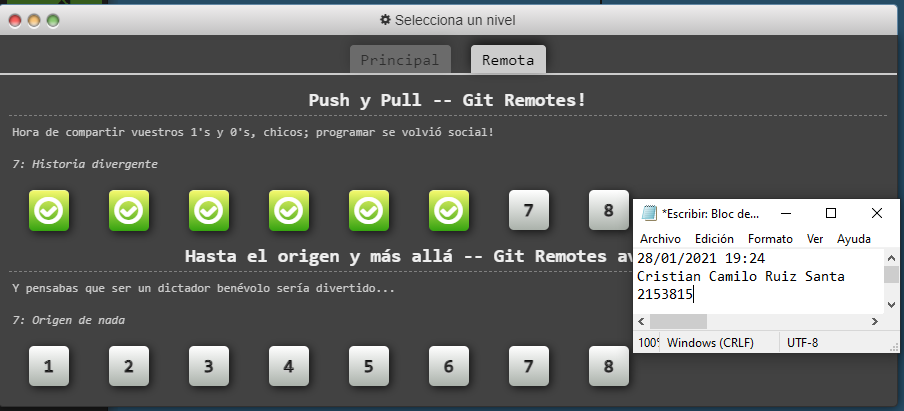 Selecciona un nivel
Principal Remota
Push y Pull -- Git Remotes!
Hora de compartir vuestros 1's y 0's, chicos; programar se volvió social!
7: Historia divergente
7 8
Hasta el origen y más allá -- Git Remotes av
Y pensabas que ser un dictador benévolo sería divertido...
7: Origen de nada
1 2 3 4 5 6 7 8
*Escribir: Bloc de...
Archivo Edición Formato Ver Ayuda
28/01/2021 19:24
Cristian Camilo Ruiz Santa
2153815
100% Windows (CRLF) UTF-8